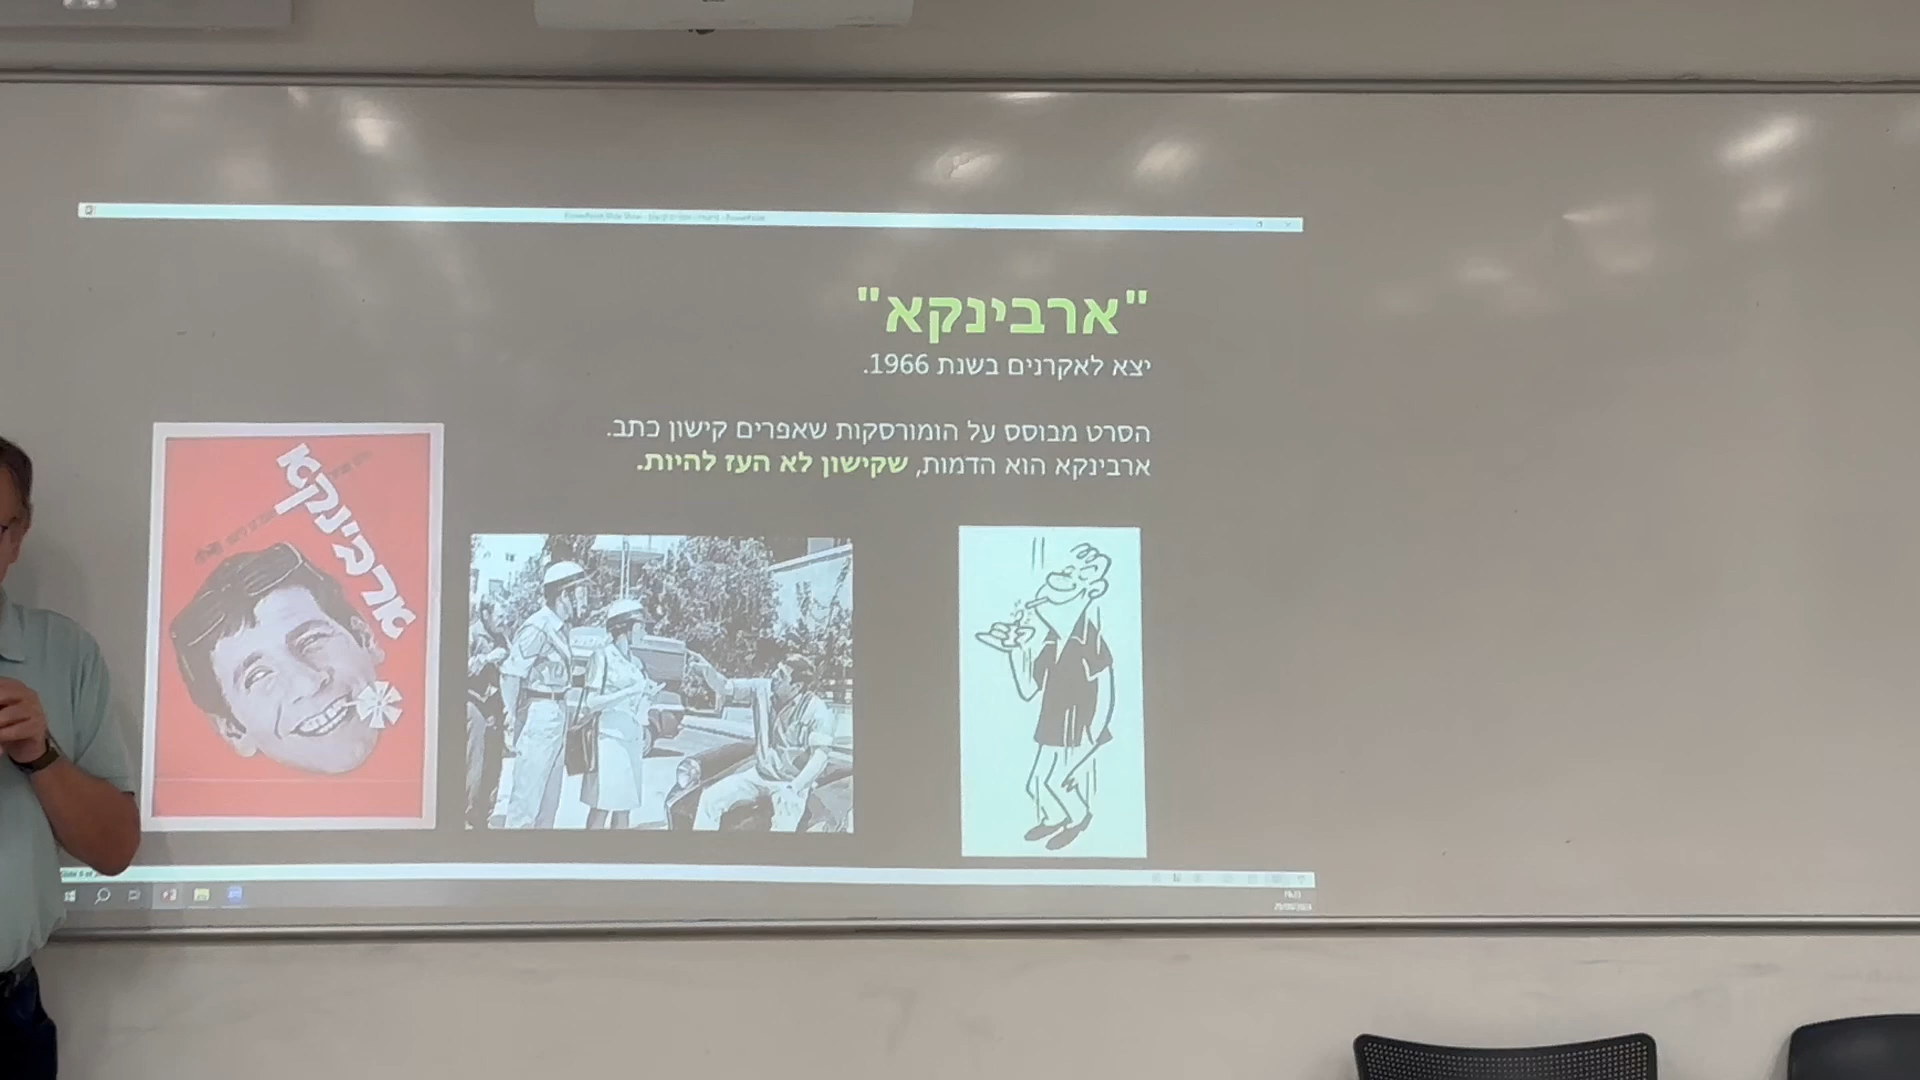 "ארבינקא"
יצא לאקרנים בשנת 1966.
הסרט מבוסס על הומורסקות שאפרים קישון כתב.
ארבינקא הוא הדמות, שקישון לא העז להיות.
ארבינקא